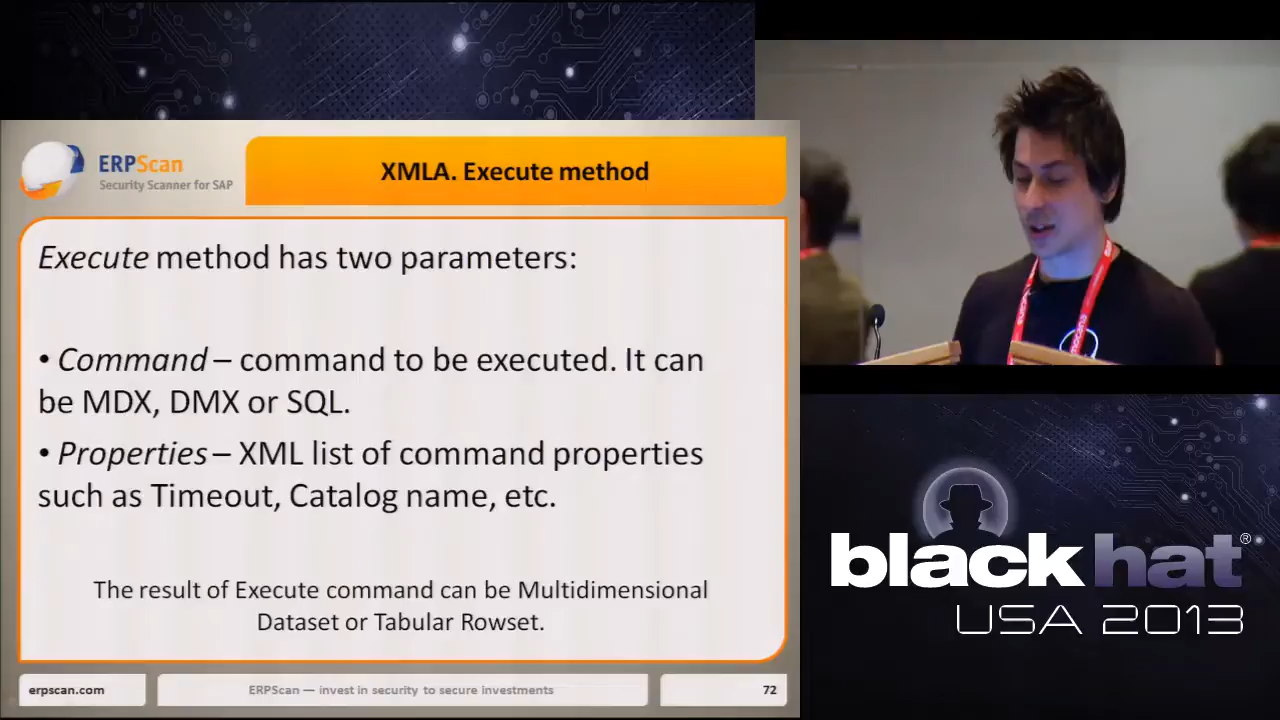 ERPScan
Security Scanner for SAP
XMLA. Execute method
Execute method has two parameters:
• Command – command to be executed. It can
be MDX, DMX or SQL.
• Properties – XML list of command properties
such as Timeout, Catalog name, etc.
The result of Execute command can be Multidimensional
Dataset or Tabular Rowset.
erpscan.com
ERPScan — invest in security to secure investments
72
black hat®
USA 2013